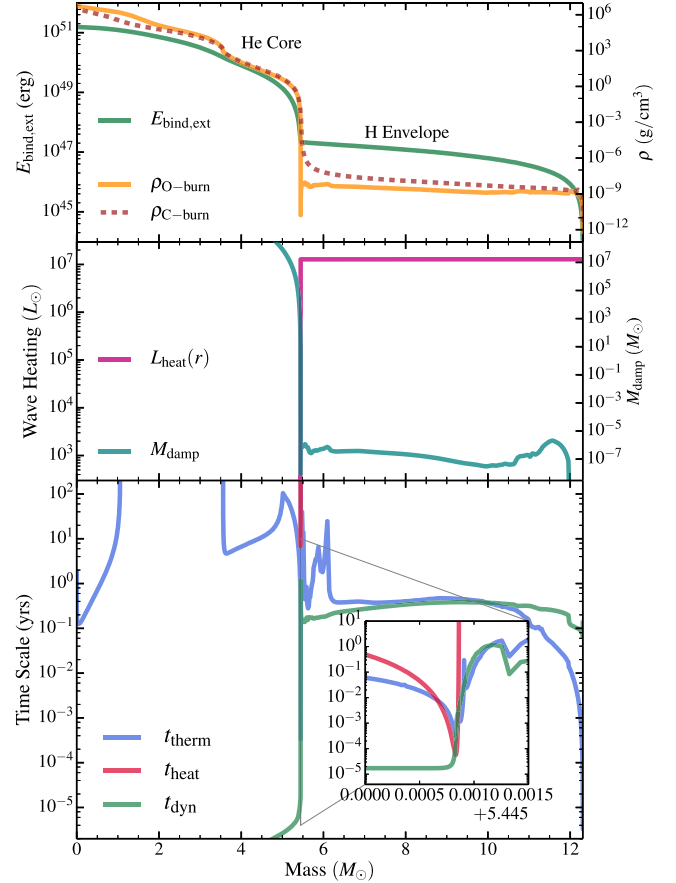 10^51
10^49
10^47
10^45
E_bind,ext (erg)
He Core
H Envelope
E_bind,ext
ρ_O−burn
ρ_C−burn
10^6
10^3
10^0
10^−3
10^−6
10^−9
10^−12
ρ (g/cm^3)
10^7
10^6
10^5
10^4
10^3
Wave Heating (L_☉)
L_heat(r)
M_damp
10^7
10^5
10^3
10^1
10^−1
10^−3
10^−5
10^−7
M_damp (M_☉)
10^2
10^1
10^0
10^−1
10^−2
10^−3
10^−4
10^−5
Time Scale (yrs)
t_therm
t_heat
t_dyn
10^1
10^0
10^−1
10^−2
10^−3
10^−4
10^−5
0.0000 0.0005 0.0010 0.0015
+5.445
0 2 4 6 8 10 12
Mass (M_☉)